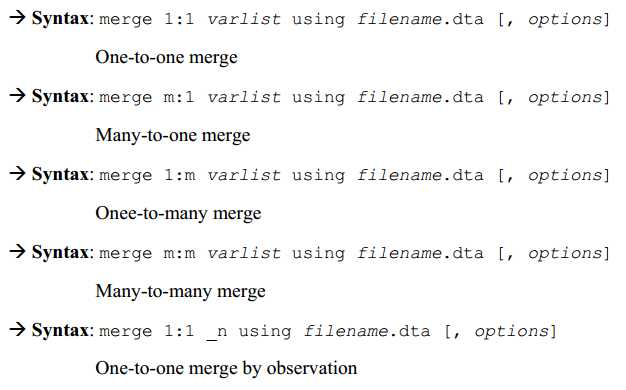 → Syntax: merge 1:1 varlist using filename.dta [, options]
One-to-one merge
→ Syntax: merge m:1 varlist using filename.dta [, options]
Many-to-one merge
→ Syntax: merge 1:m varlist using filename.dta [, options]
Onee-to-many merge
→ Syntax: merge m:m varlist using filename.dta [, options]
Many-to-many merge
→ Syntax: merge 1:1 _n using filename.dta [, options]
One-to-one merge by observation